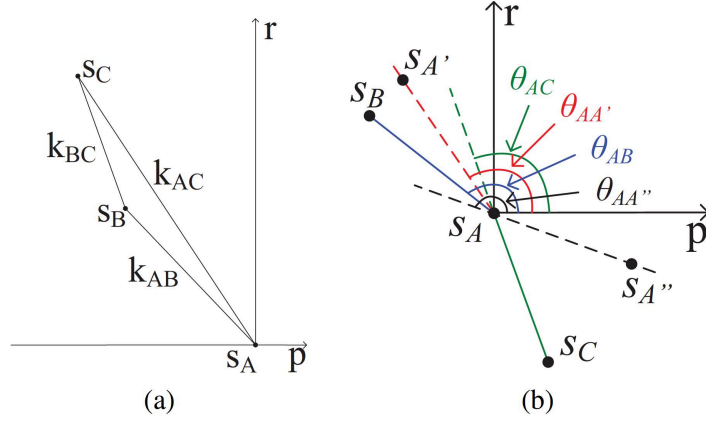 r
s_C
k_BC
k_AC
s_B
k_AB
s_A
p
(a)
r
s_A'
s_B
θ_AC
θ_AA'
θ_AB
θ_AA"
s_A
p
s_A"
s_C
(b)